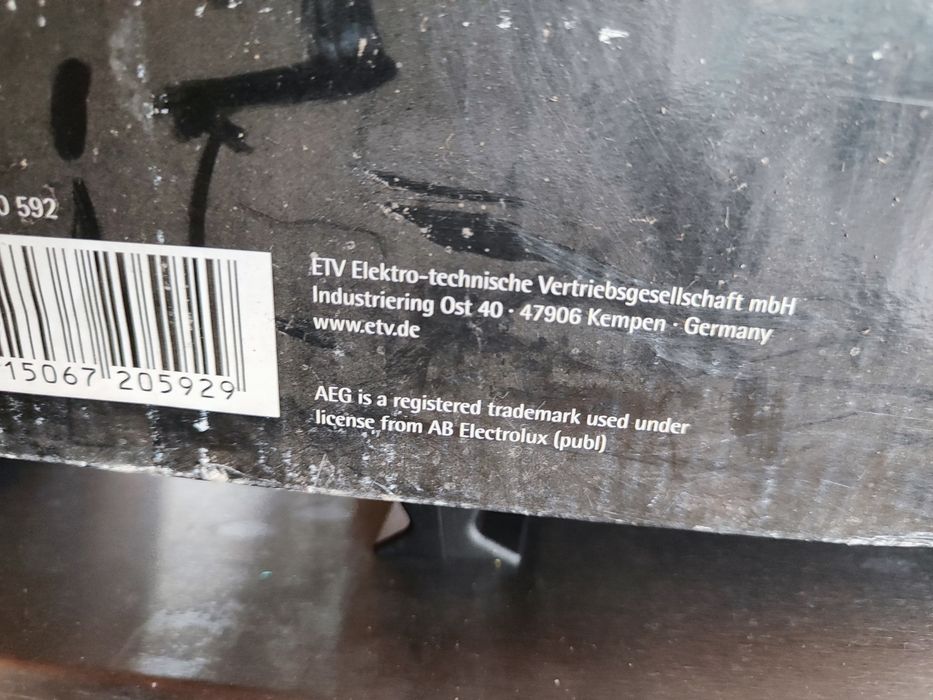 0 592
15067 205929
ETV Elektro-technische Vertriebsgesellschaft mbH
Industriering Ost 40 · 47906 Kempen · Germany
www.etv.de
AEG is a registered trademark used under
license from AB Electrolux (publ)